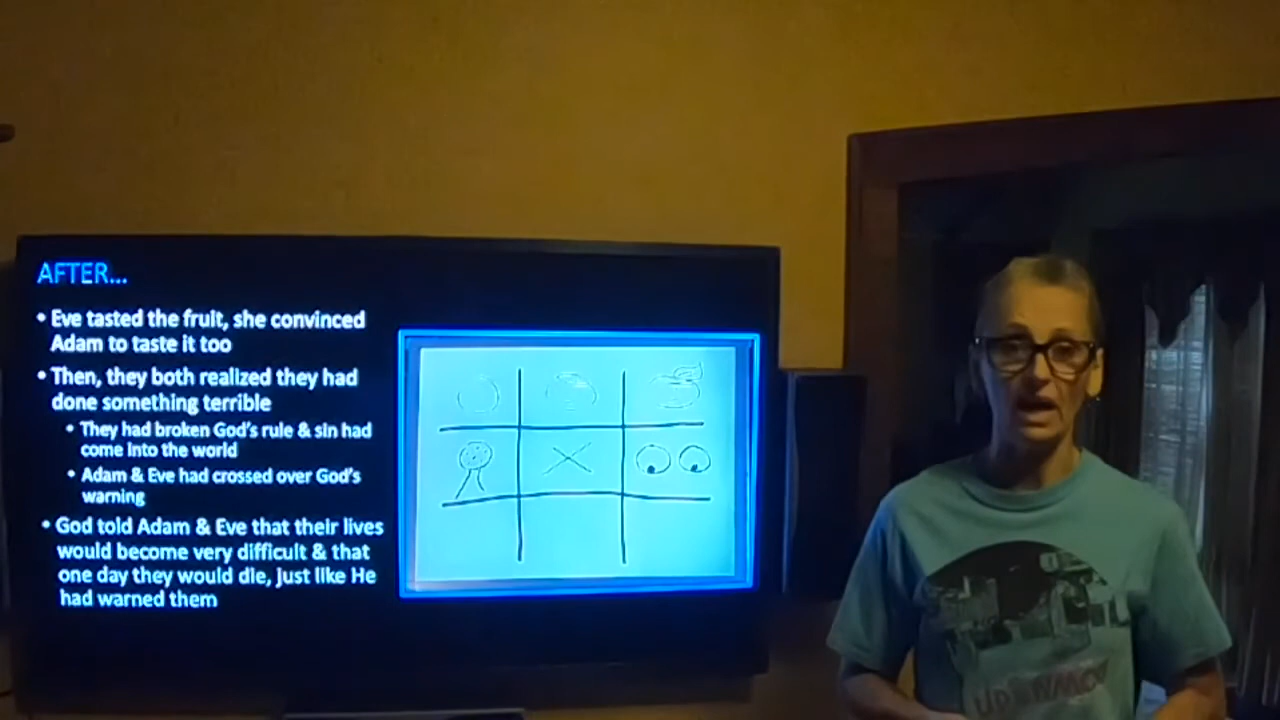 AFTER...
• Eve tasted the fruit, she convinced
Adam to taste it too
• Then, they both realized they had
done something terrible
• They had broken God's rule & sin had
come into the world
• Adam & Eve had crossed over God's
warning
• God told Adam & Eve that their lives
would become very difficult & that
one day they would die, just like He
had warned them